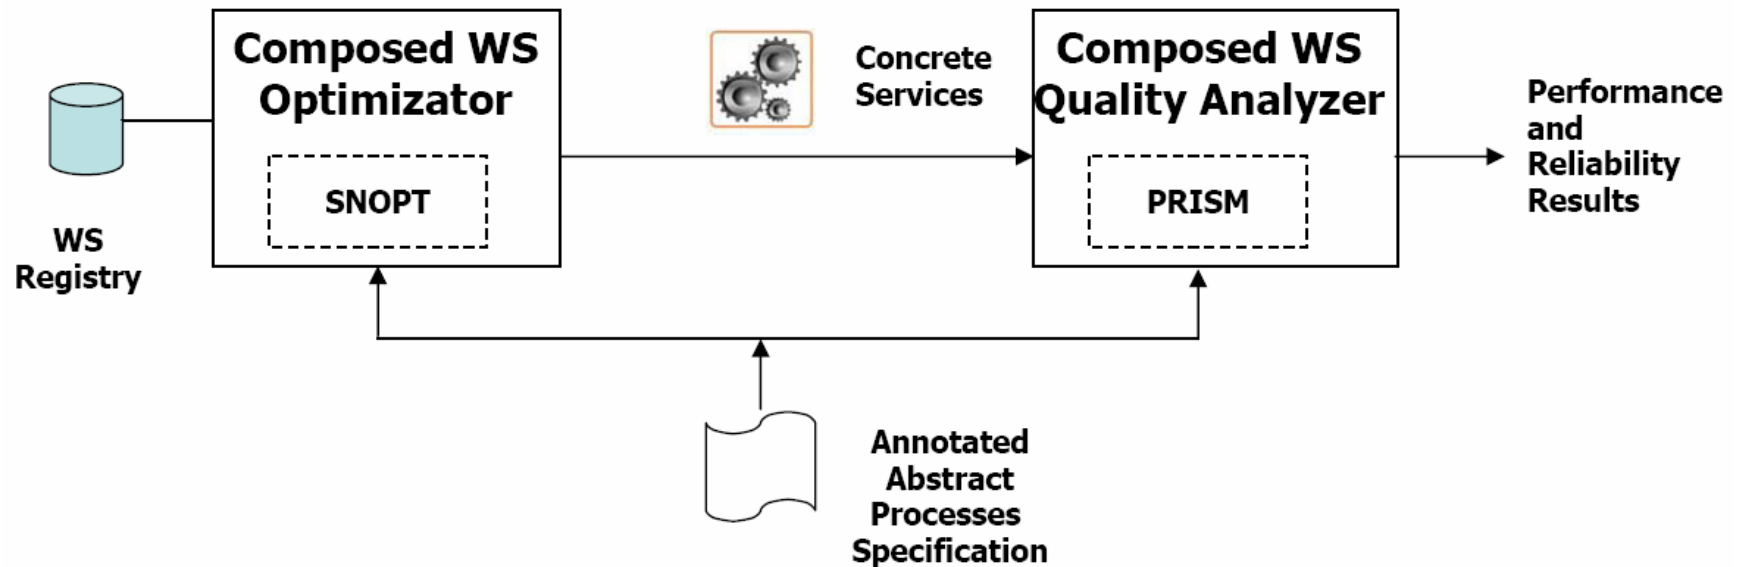 Composed WS
Optimizator
SNOPT
WS
Registry
Concrete
Services
Composed WS
Quality Analyzer
PRISM
Performance
and
Reliability
Results
Annotated
Abstract
Processes
Specification